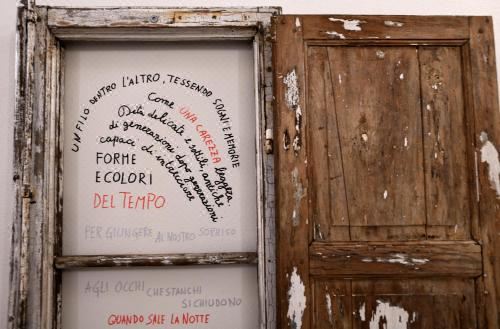 UN FILO DENTRO L'ALTRO, TESSENDO SOGNI E MEMORIE
Come UNA CAREZZA leggera
Dita delicate e sottili, antiche
di generazioni dopo generazioni
capaci di intrecciare
FORME
E COLORI
DEL TEMPO
PER GIUNGERE AL NOSTRO SORRISO
AGLI OCCHI CHE STANCHI
SI CHIUDONO
QUANDO SALE LA NOTTE